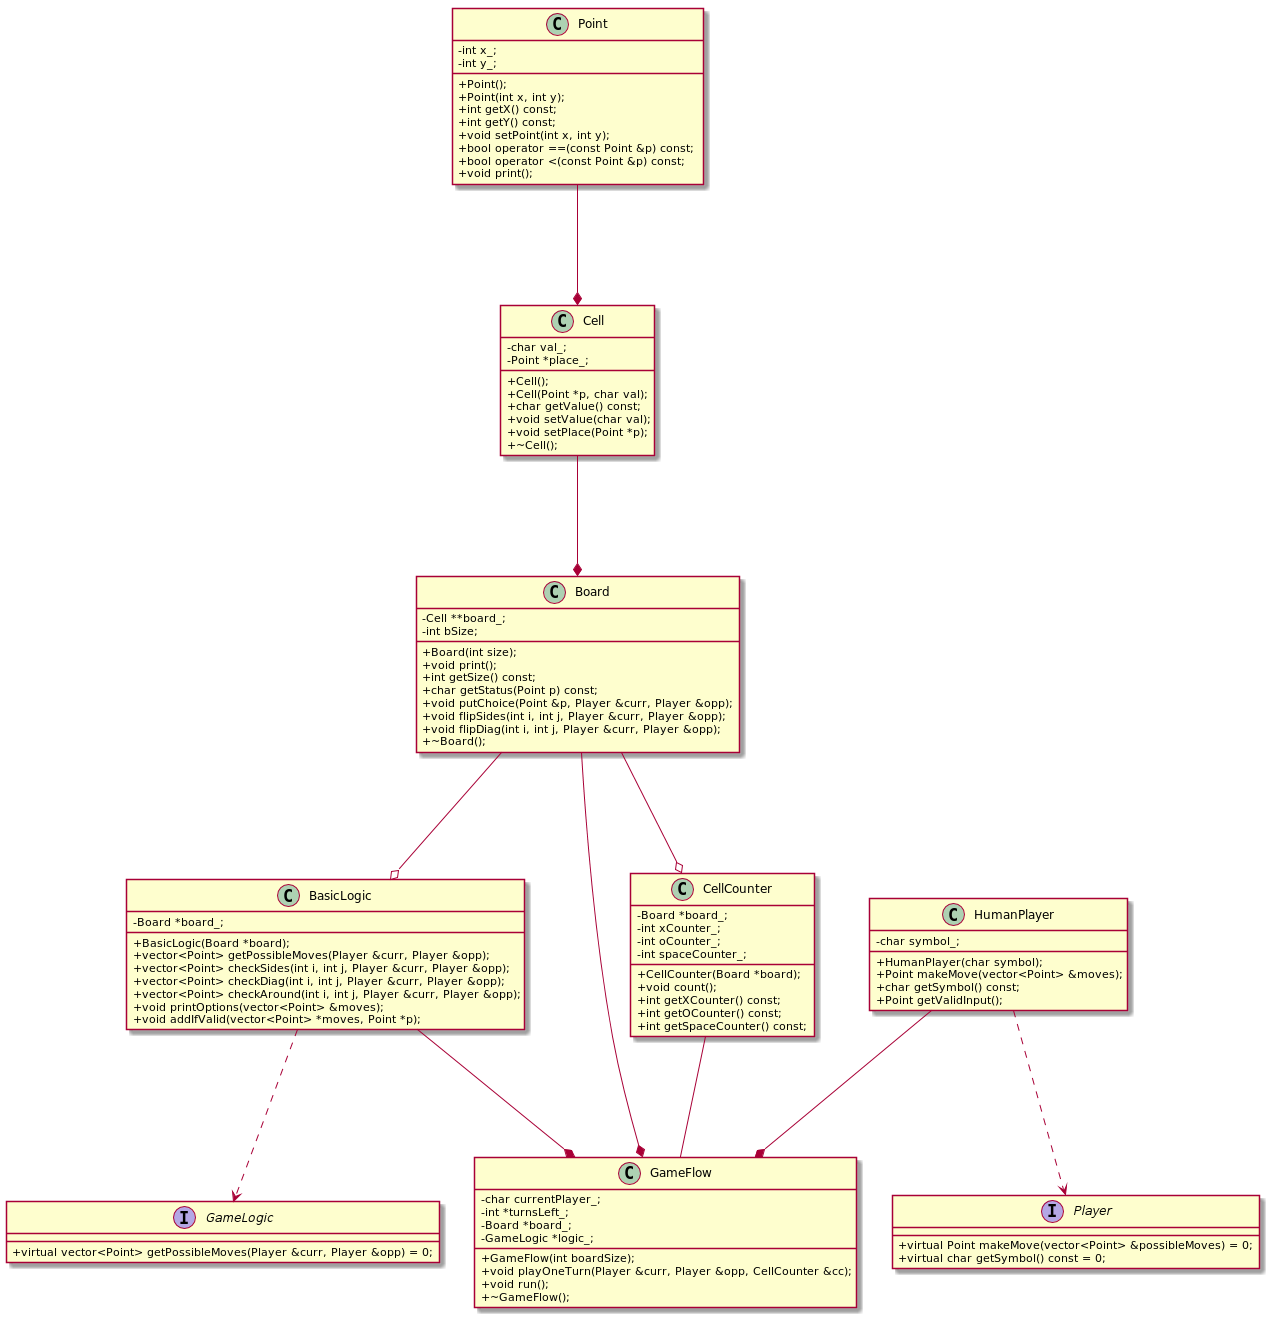 C Point
-int x_;
-int y_;
+Point();
+Point(int x, int y);
+int getX() const;
+int getY() const;
+void setPoint(int x, int y);
+bool operator ==(const Point &p) const;
+bool operator <(const Point &p) const;
+void print();
C Cell
-char val_;
-Point *place_;
+Cell();
+Cell(Point *p, char val);
+char getValue() const;
+void setValue(char val);
+void setPlace(Point *p);
+~Cell();
C Board
-Cell **board_;
-int bSize;
+Board(int size);
+void print();
+int getSize() const;
+char getStatus(Point p) const;
+void putChoice(Point &p, Player &curr, Player &opp);
+void flipSides(int i, int j, Player &curr, Player &opp);
+void flipDiag(int i, int j, Player &curr, Player &opp);
+~Board();
C BasicLogic
-Board *board_;
+BasicLogic(Board *board);
+vector<Point> getPossibleMoves(Player &curr, Player &opp);
+vector<Point> checkSides(int i, int j, Player &curr, Player &opp);
+vector<Point> checkDiag(int i, int j, Player &curr, Player &opp);
+vector<Point> checkAround(int i, int j, Player &curr, Player &opp);
+void printOptions(vector<Point> &moves);
+void addIfValid(vector<Point> *moves, Point *p);
C CellCounter
-Board *board_;
-int xCounter_;
-int oCounter_;
-int spaceCounter_;
+CellCounter(Board *board);
+void count();
+int getXCounter() const;
+int getOCounter() const;
+int getSpaceCounter() const;
C HumanPlayer
-char symbol_;
+HumanPlayer(char symbol);
+Point makeMove(vector<Point> &moves);
+char getSymbol() const;
+Point getValidInput();
I GameLogic
+virtual vector<Point> getPossibleMoves(Player &curr, Player &opp) = 0;
C GameFlow
-char currentPlayer_;
-int *turnsLeft_;
-Board *board_;
-GameLogic *logic_;
+GameFlow(int boardSize);
+void playOneTurn(Player &curr, Player &opp, CellCounter &cc);
+void run();
+~GameFlow();
I Player
+virtual Point makeMove(vector<Point> &possibleMoves) = 0;
+virtual char getSymbol() const = 0;